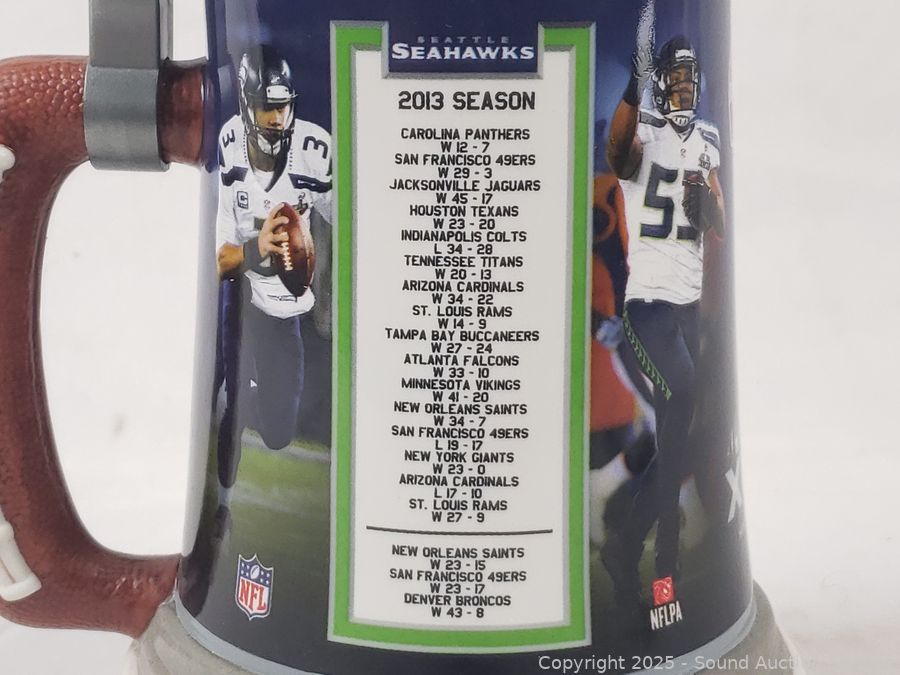 SEATTLE
SEAHAWKS
2013 SEASON
CAROLINA PANTHERS
W 12 - 7
SAN FRANCISCO 49ERS
W 29 - 3
JACKSONVILLE JAGUARS
W 45 - 17
HOUSTON TEXANS
W 23 - 20
INDIANAPOLIS COLTS
L 34 - 28
TENNESSEE TITANS
W 20 - 13
ARIZONA CARDINALS
W 34 - 22
ST. LOUIS RAMS
W 14 - 9
TAMPA BAY BUCCANEERS
W 27 - 24
ATLANTA FALCONS
W 33 - 10
MINNESOTA VIKINGS
W 41 - 20
NEW ORLEANS SAINTS
W 34 - 7
SAN FRANCISCO 49ERS
L 19 - 17
NEW YORK GIANTS
W 23 - 0
ARIZONA CARDINALS
L 17 - 10
ST. LOUIS RAMS
W 27 - 9
NEW ORLEANS SAINTS
W 23 - 15
SAN FRANCISCO 49ERS
W 23 - 17
DENVER BRONCOS
W 43 - 8
3
3
C
53
NFL
NFLPA
X
Copyright 2025 - Sound Auct